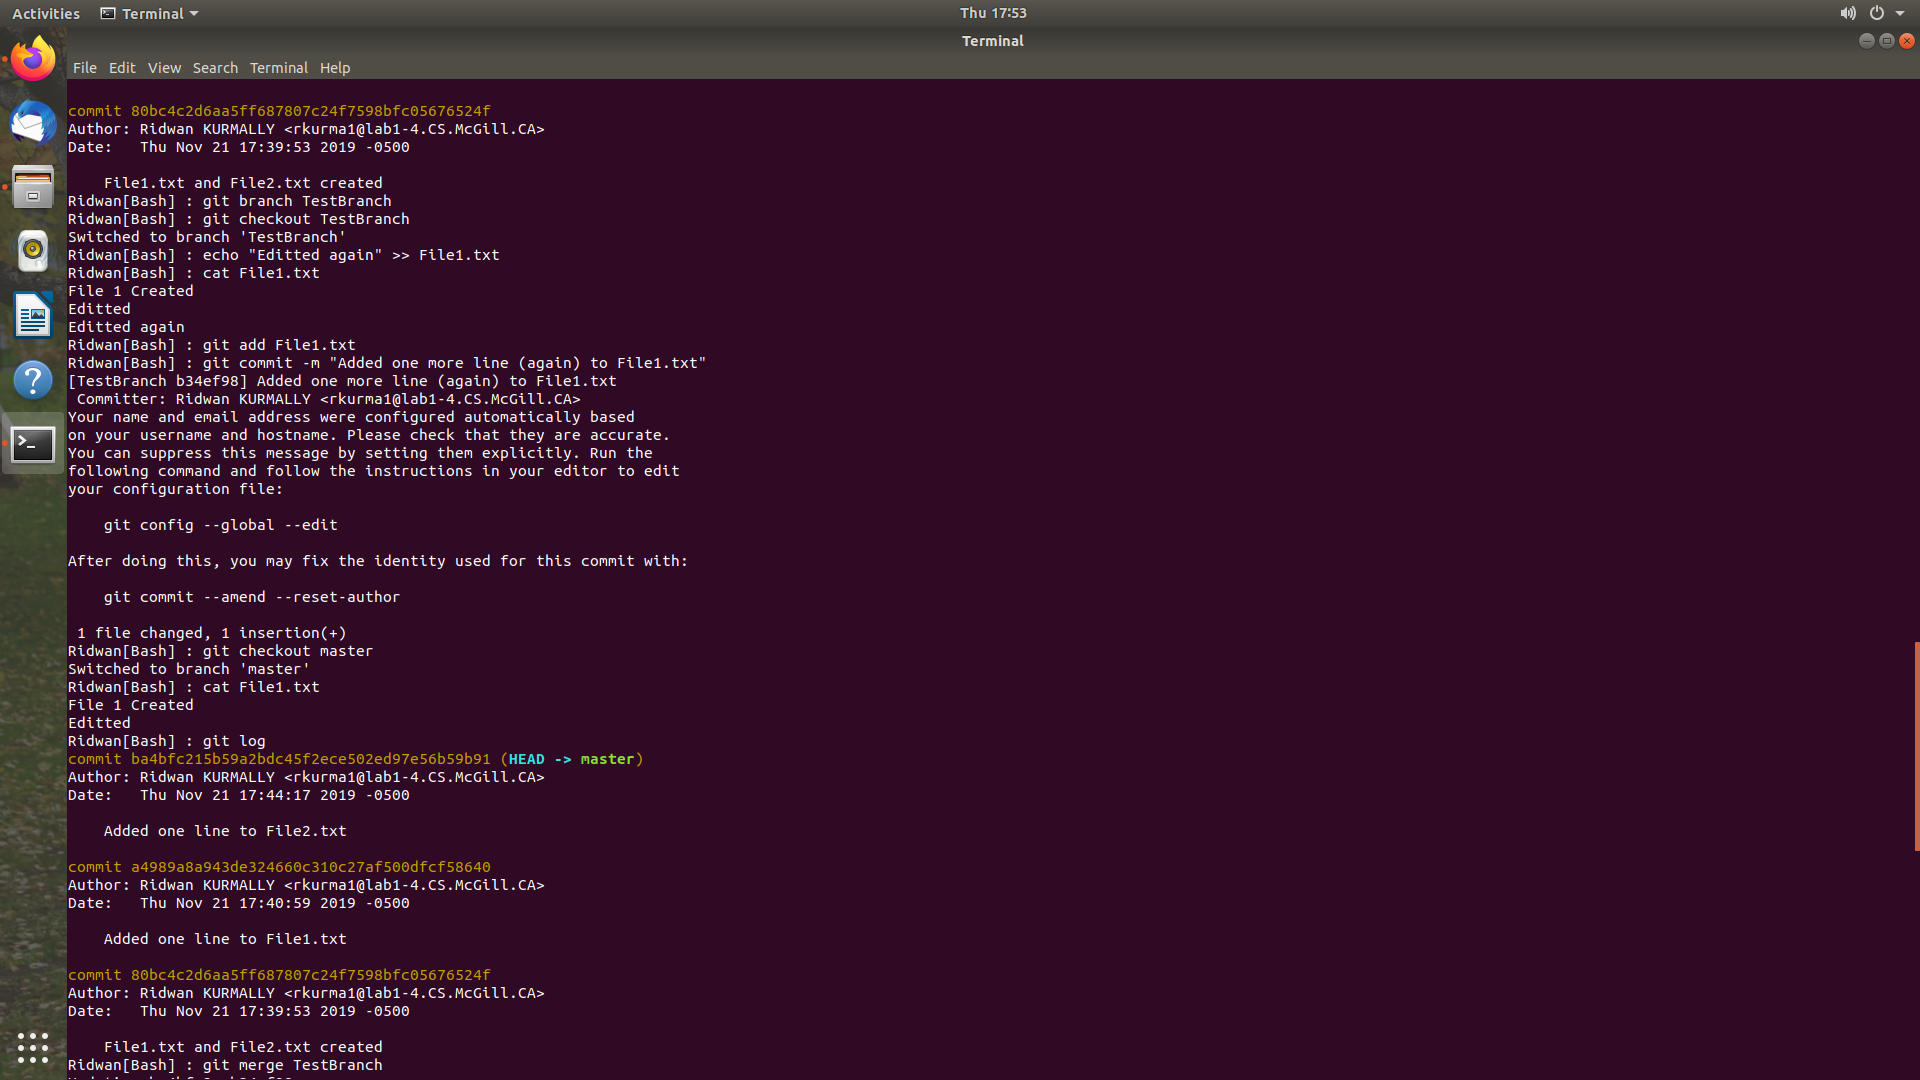 Activities Terminal Thu 17:53
Terminal
File Edit View Search Terminal Help
commit 80bc4c2d6aa5ff687807c24f7598bfc05676524f
Author: Ridwan KURMALLY <rkurma1@lab1-4.CS.McGill.CA>
Date:   Thu Nov 21 17:39:53 2019 -0500
    File1.txt and File2.txt created
Ridwan[Bash] : git branch TestBranch
Ridwan[Bash] : git checkout TestBranch
Switched to branch 'TestBranch'
Ridwan[Bash] : echo "Editted again" >> File1.txt
Ridwan[Bash] : cat File1.txt
File 1 Created
Editted
Editted again
Ridwan[Bash] : git add File1.txt
Ridwan[Bash] : git commit -m "Added one more line (again) to File1.txt"
[TestBranch b34ef98] Added one more line (again) to File1.txt
 Committer: Ridwan KURMALLY <rkurma1@lab1-4.CS.McGill.CA>
Your name and email address were configured automatically based
on your username and hostname. Please check that they are accurate.
You can suppress this message by setting them explicitly. Run the
following command and follow the instructions in your editor to edit
your configuration file:
    git config --global --edit
After doing this, you may fix the identity used for this commit with:
    git commit --amend --reset-author
 1 file changed, 1 insertion(+)
Ridwan[Bash] : git checkout master
Switched to branch 'master'
Ridwan[Bash] : cat File1.txt
File 1 Created
Editted
Ridwan[Bash] : git log
commit ba4bfc215b59a2bdc45f2ece502ed97e56b59b91 (HEAD -> master)
Author: Ridwan KURMALLY <rkurma1@lab1-4.CS.McGill.CA>
Date:   Thu Nov 21 17:44:17 2019 -0500
    Added one line to File2.txt
commit a4989a8a943de324660c310c27af500dfcf58640
Author: Ridwan KURMALLY <rkurma1@lab1-4.CS.McGill.CA>
Date:   Thu Nov 21 17:40:59 2019 -0500
    Added one line to File1.txt
commit 80bc4c2d6aa5ff687807c24f7598bfc05676524f
Author: Ridwan KURMALLY <rkurma1@lab1-4.CS.McGill.CA>
Date:   Thu Nov 21 17:39:53 2019 -0500
    File1.txt and File2.txt created
Ridwan[Bash] : git merge TestBranch